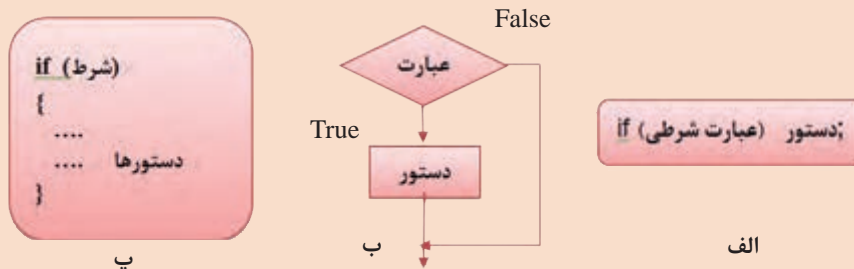 if (عبارت شرطی) دستور;
الف
False
عبارت
True
دستور
ب
if (شرط)
{
....
.... دستورها
}
پ